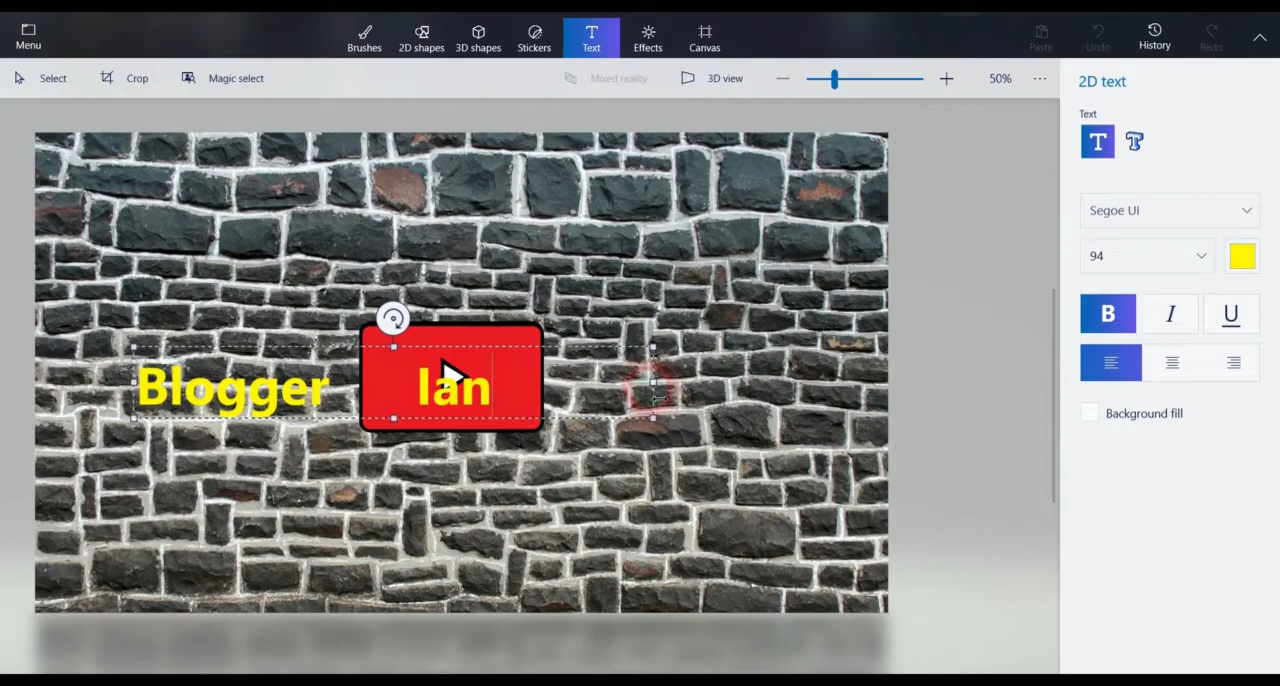 Menu
Brushes
2D shapes
3D shapes
Stickers
Text
Effects
Canvas
Paste
Undo
History
Redo
Select
Crop
Magic select
Mixed reality
3D view
50%
2D text
Text
Segoe UI
94
B I U
Background fill
Blogger Ian